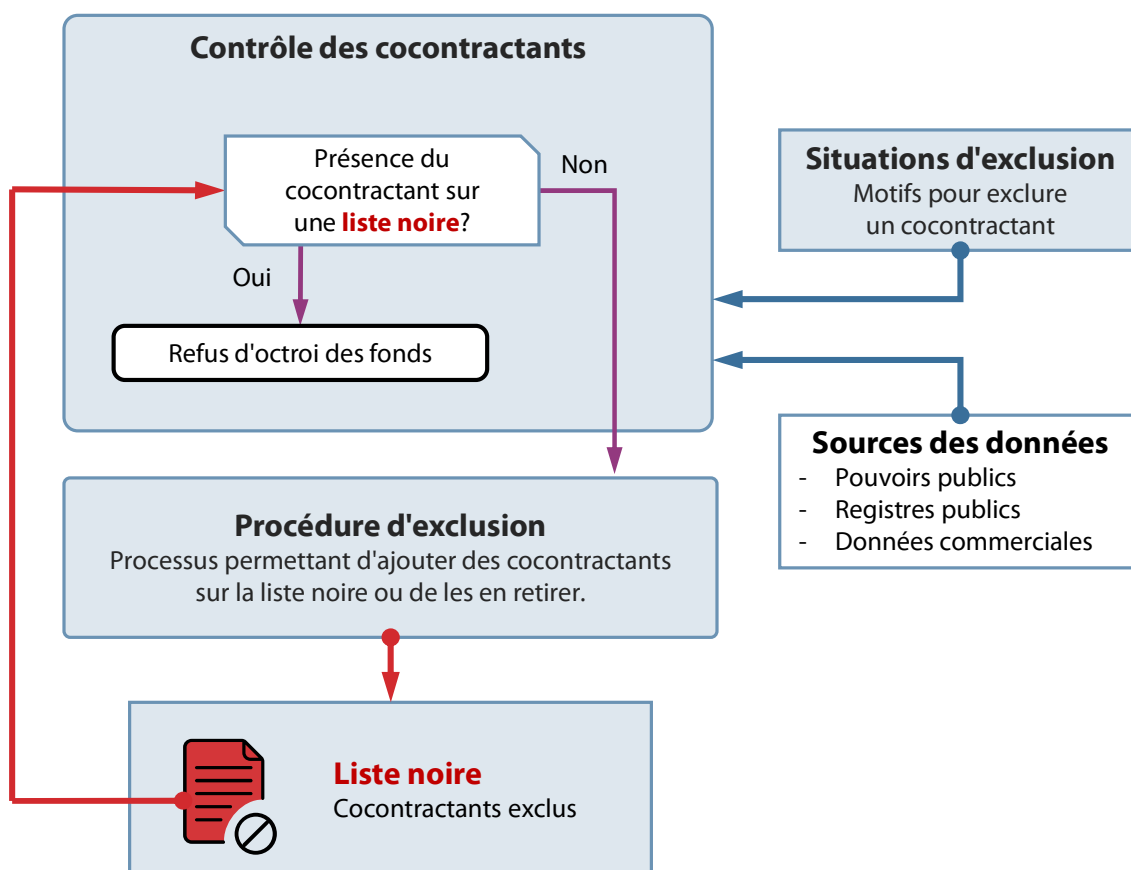 Contrôle des cocontractants
Présence du
cocontractant sur
une liste noire?
Non
Oui
Refus d'octroi des fonds
Situations d'exclusion
Motifs pour exclure
un cocontractant
Sources des données
- Pouvoirs publics
- Registres publics
- Données commerciales
Procédure d'exclusion
Processus permettant d'ajouter des cocontractants
sur la liste noire ou de les en retirer.
Liste noire
Cocontractants exclus